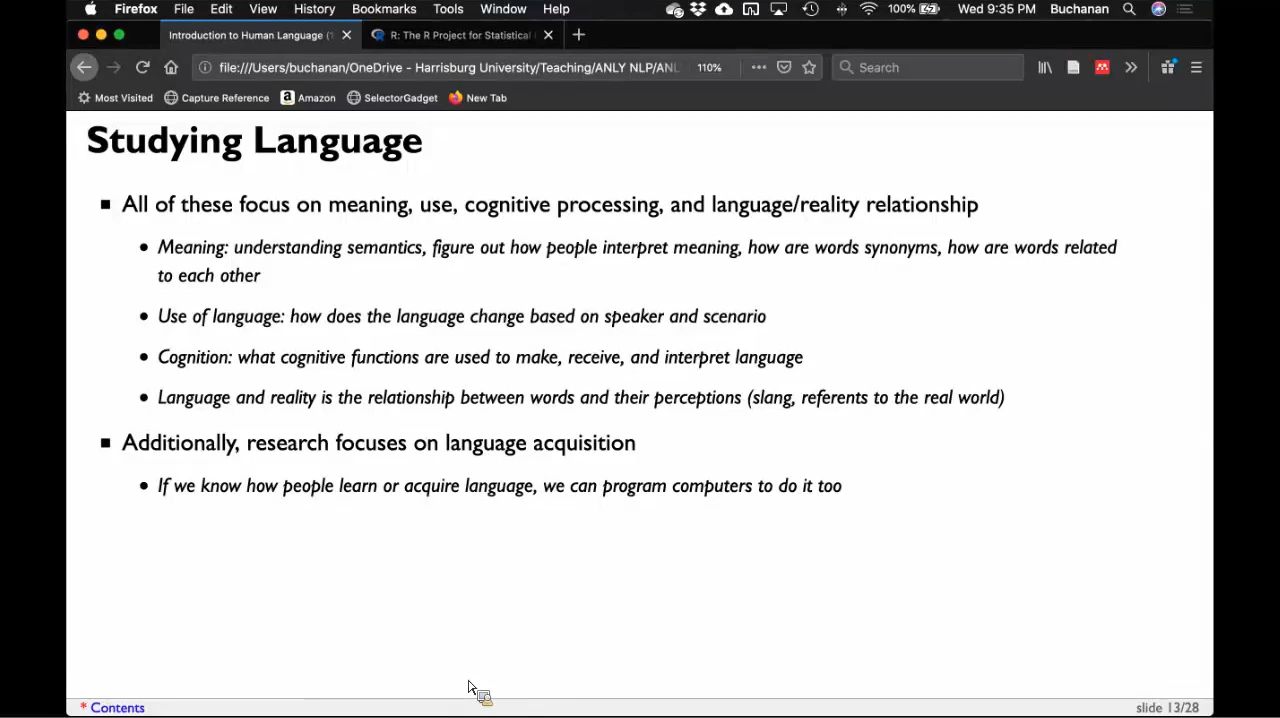 Firefox File Edit View History Bookmarks Tools Window Help 100% Wed 9:35 PM Buchanan
Introduction to Human Language ( R: The R Project for Statistical
file:///Users/buchanan/OneDrive - Harrisburg University/Teaching/ANLY NLP/ANL 110% Search
Most Visited Capture Reference Amazon SelectorGadget New Tab
Studying Language
▪ All of these focus on meaning, use, cognitive processing, and language/reality relationship
• Meaning: understanding semantics, figure out how people interpret meaning, how are words synonyms, how are words related
to each other
• Use of language: how does the language change based on speaker and scenario
• Cognition: what cognitive functions are used to make, receive, and interpret language
• Language and reality is the relationship between words and their perceptions (slang, referents to the real world)
▪ Additionally, research focuses on language acquisition
• If we know how people learn or acquire language, we can program computers to do it too
* Contents slide 13/28